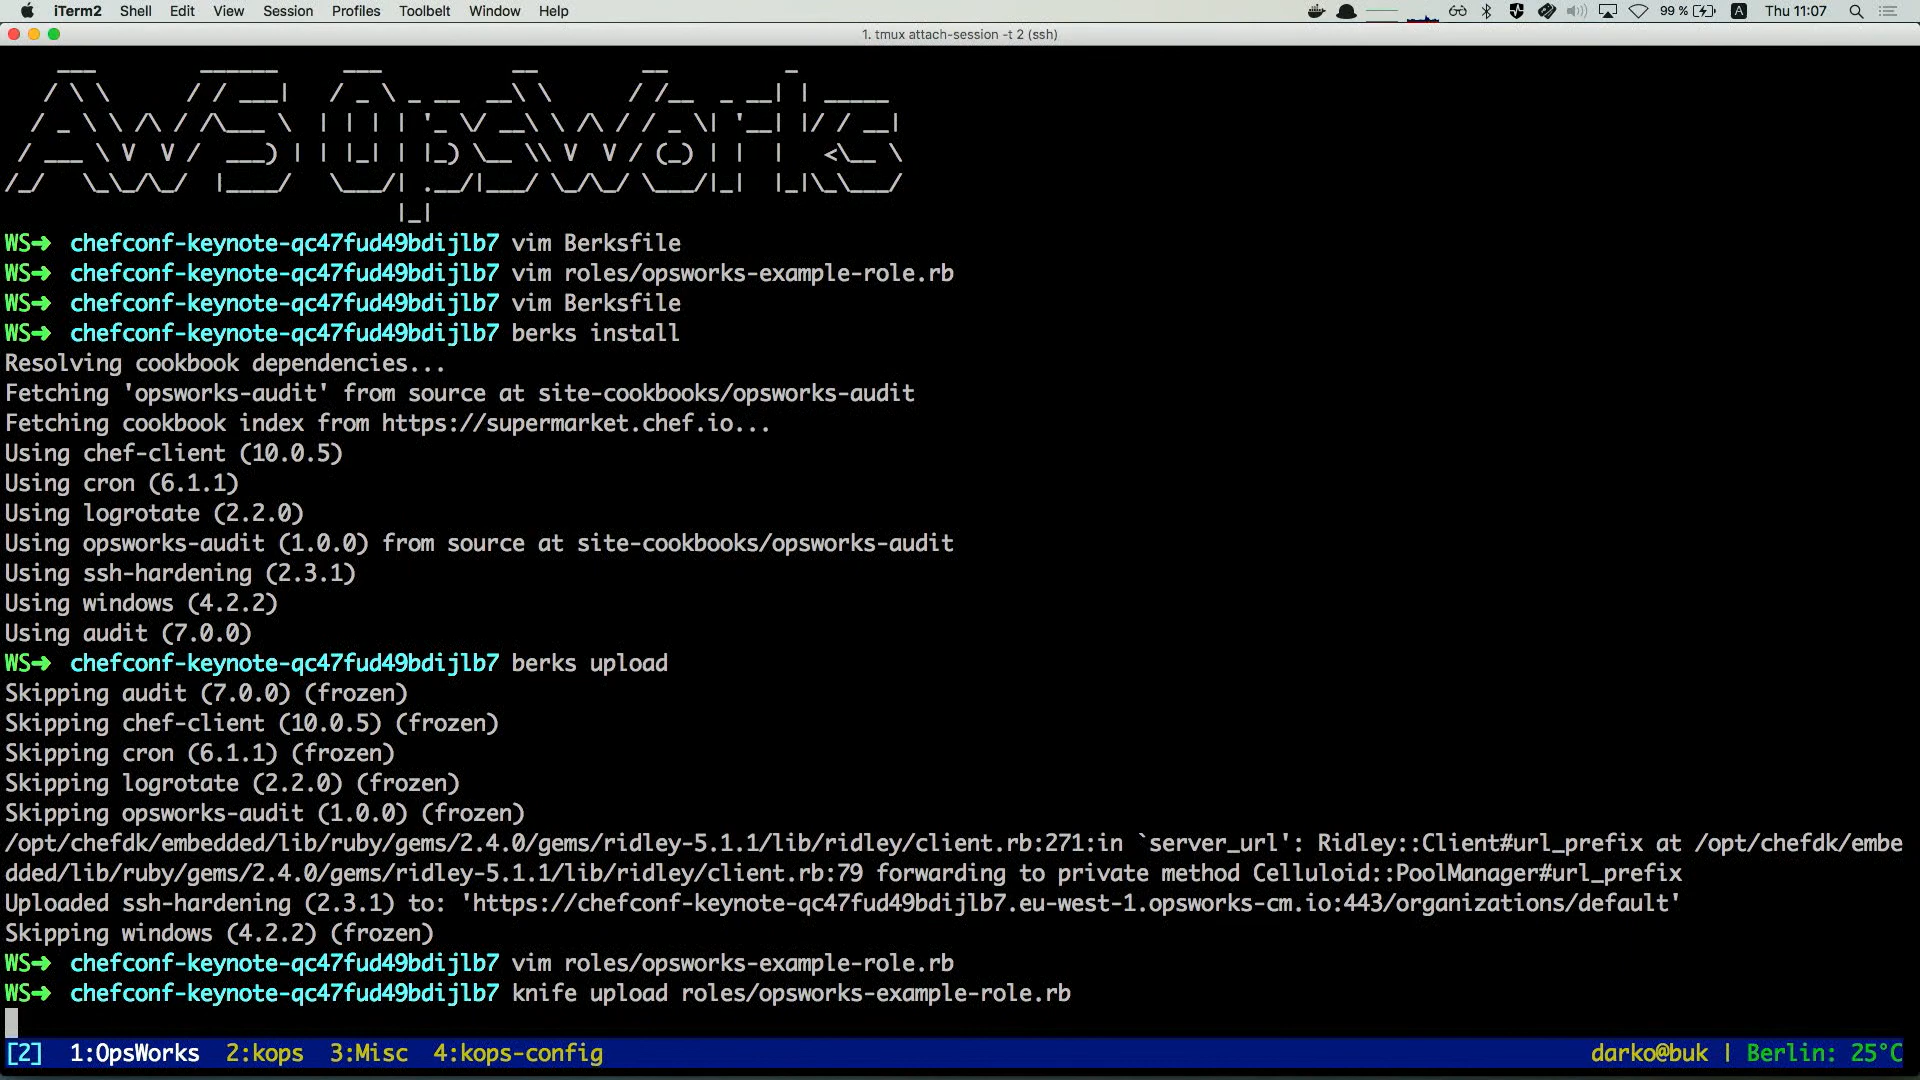 iTerm2 Shell Edit View Session Profiles Toolbelt Window Help 99 % A Thu 11:07
1. tmux attach-session -t 2 (ssh)
AWS OpsWorks
WS➜ chefconf-keynote-qc47fud49bdijlb7 vim Berksfile
WS➜ chefconf-keynote-qc47fud49bdijlb7 vim roles/opsworks-example-role.rb
WS➜ chefconf-keynote-qc47fud49bdijlb7 vim Berksfile
WS➜ chefconf-keynote-qc47fud49bdijlb7 berks install
Resolving cookbook dependencies...
Fetching 'opsworks-audit' from source at site-cookbooks/opsworks-audit
Fetching cookbook index from https://supermarket.chef.io...
Using chef-client (10.0.5)
Using cron (6.1.1)
Using logrotate (2.2.0)
Using opsworks-audit (1.0.0) from source at site-cookbooks/opsworks-audit
Using ssh-hardening (2.3.1)
Using windows (4.2.2)
Using audit (7.0.0)
WS➜ chefconf-keynote-qc47fud49bdijlb7 berks upload
Skipping audit (7.0.0) (frozen)
Skipping chef-client (10.0.5) (frozen)
Skipping cron (6.1.1) (frozen)
Skipping logrotate (2.2.0) (frozen)
Skipping opsworks-audit (1.0.0) (frozen)
/opt/chefdk/embedded/lib/ruby/gems/2.4.0/gems/ridley-5.1.1/lib/ridley/client.rb:271:in `server_url': Ridley::Client#url_prefix at /opt/chefdk/embe
dded/lib/ruby/gems/2.4.0/gems/ridley-5.1.1/lib/ridley/client.rb:79 forwarding to private method Celluloid::PoolManager#url_prefix
Uploaded ssh-hardening (2.3.1) to: 'https://chefconf-keynote-qc47fud49bdijlb7.eu-west-1.opsworks-cm.io:443/organizations/default'
Skipping windows (4.2.2) (frozen)
WS➜ chefconf-keynote-qc47fud49bdijlb7 vim roles/opsworks-example-role.rb
WS➜ chefconf-keynote-qc47fud49bdijlb7 knife upload roles/opsworks-example-role.rb
[2] 1:OpsWorks 2:kops 3:Misc 4:kops-config darko@buk | Berlin: 25°C